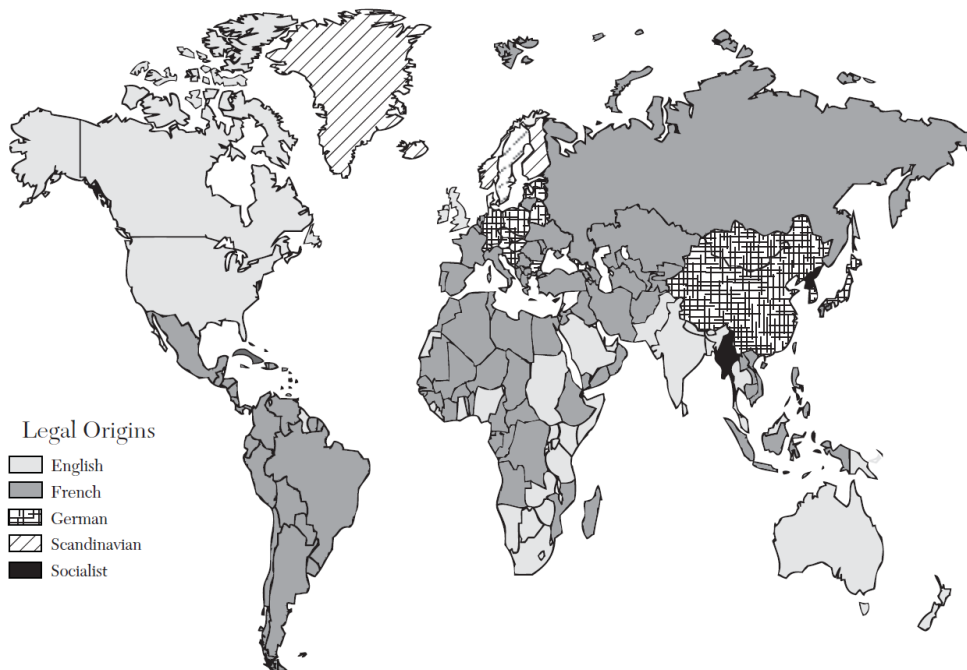 Legal Origins
English
French
German
Scandinavian
Socialist